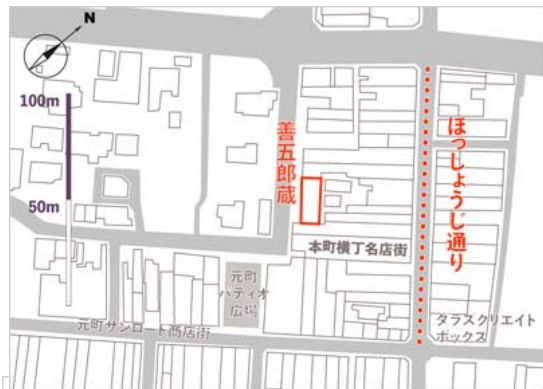 N
100m
50m
善五郎蔵
ほっしょうじ通り
本町横丁名店街
元町
パティオ
広場
元町サンロード商店街
タラスクリエイト
ボックス